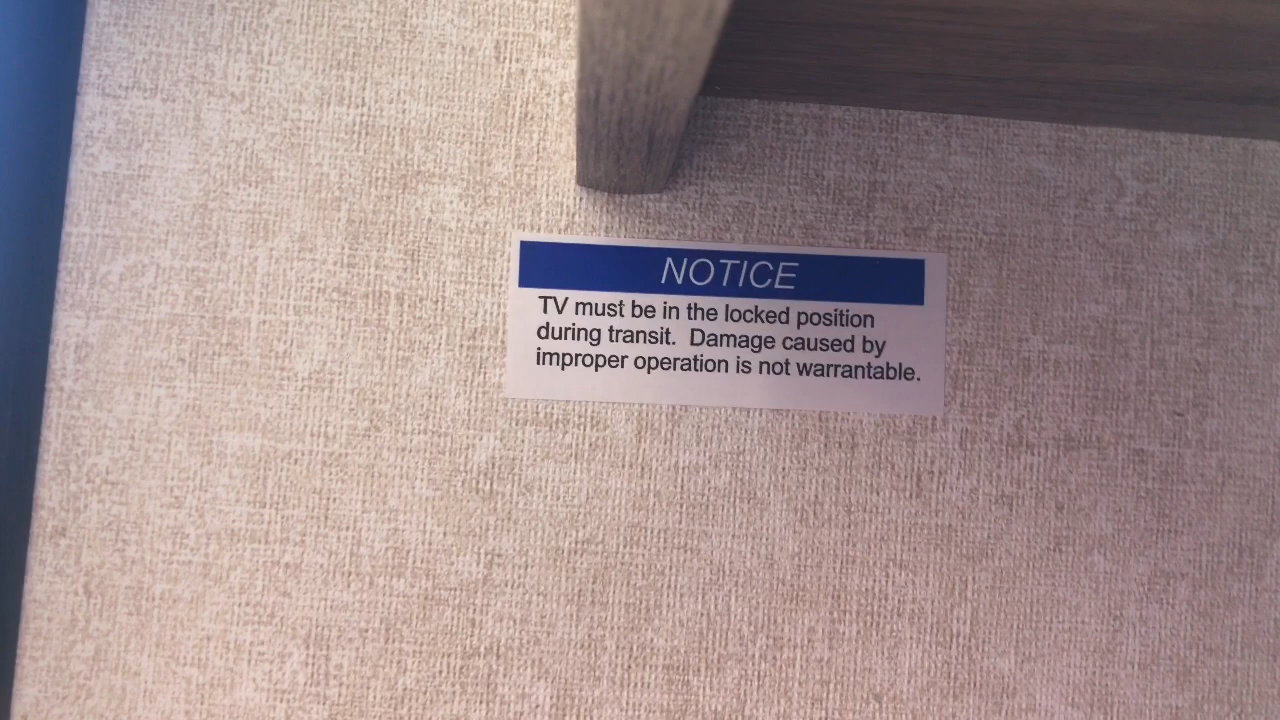 NOTICE
TV must be in the locked position
during transit.  Damage caused by
improper operation is not warrantable.